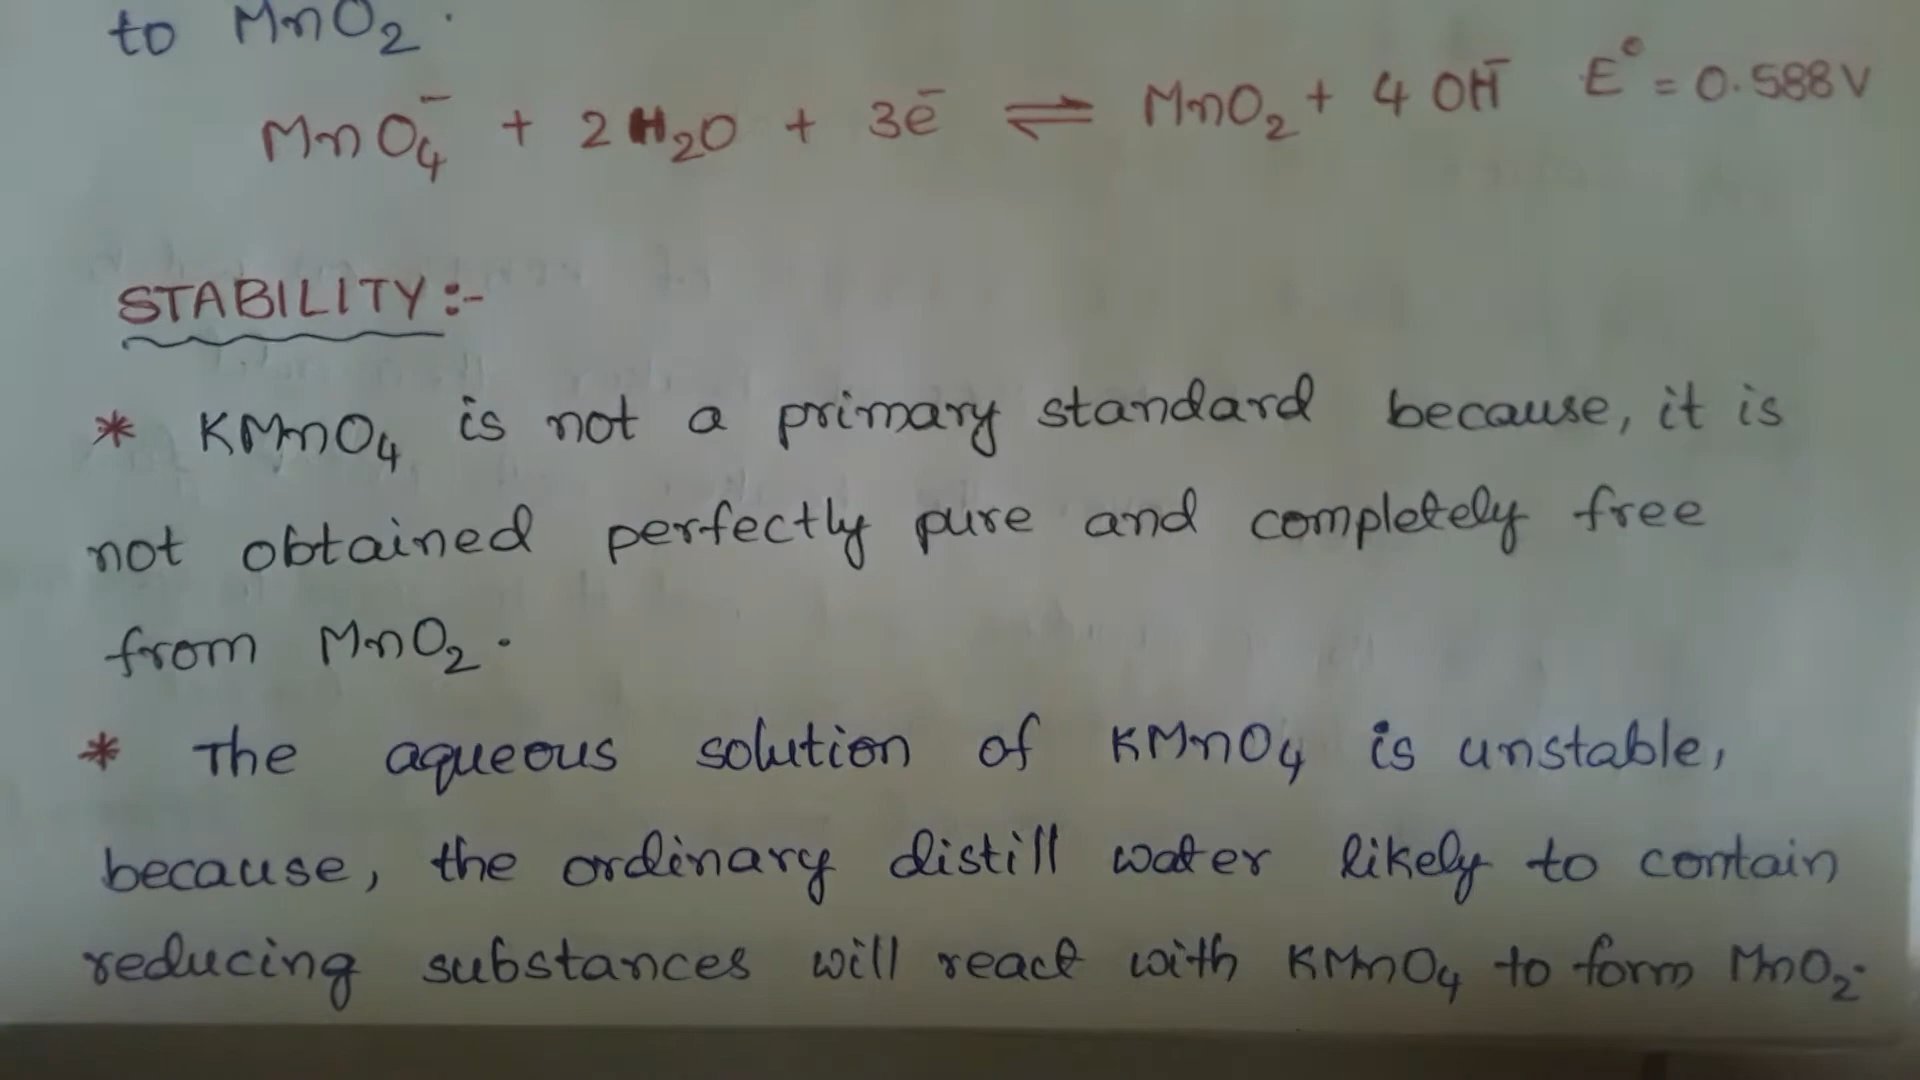 to MnO₂.
MnO₄⁻ + 2H₂O + 3e⁻ ⇌ MnO₂ + 4OH⁻ E° = 0.588V
STABILITY :-
* KMnO₄ is not a primary standard because, it is
not obtained perfectly pure and completely free
from MnO₂.
* The aqueous solution of KMnO₄ is unstable,
because, the ordinary distill water likely to contain
reducing substances will react with KMnO₄ to form MnO₂.